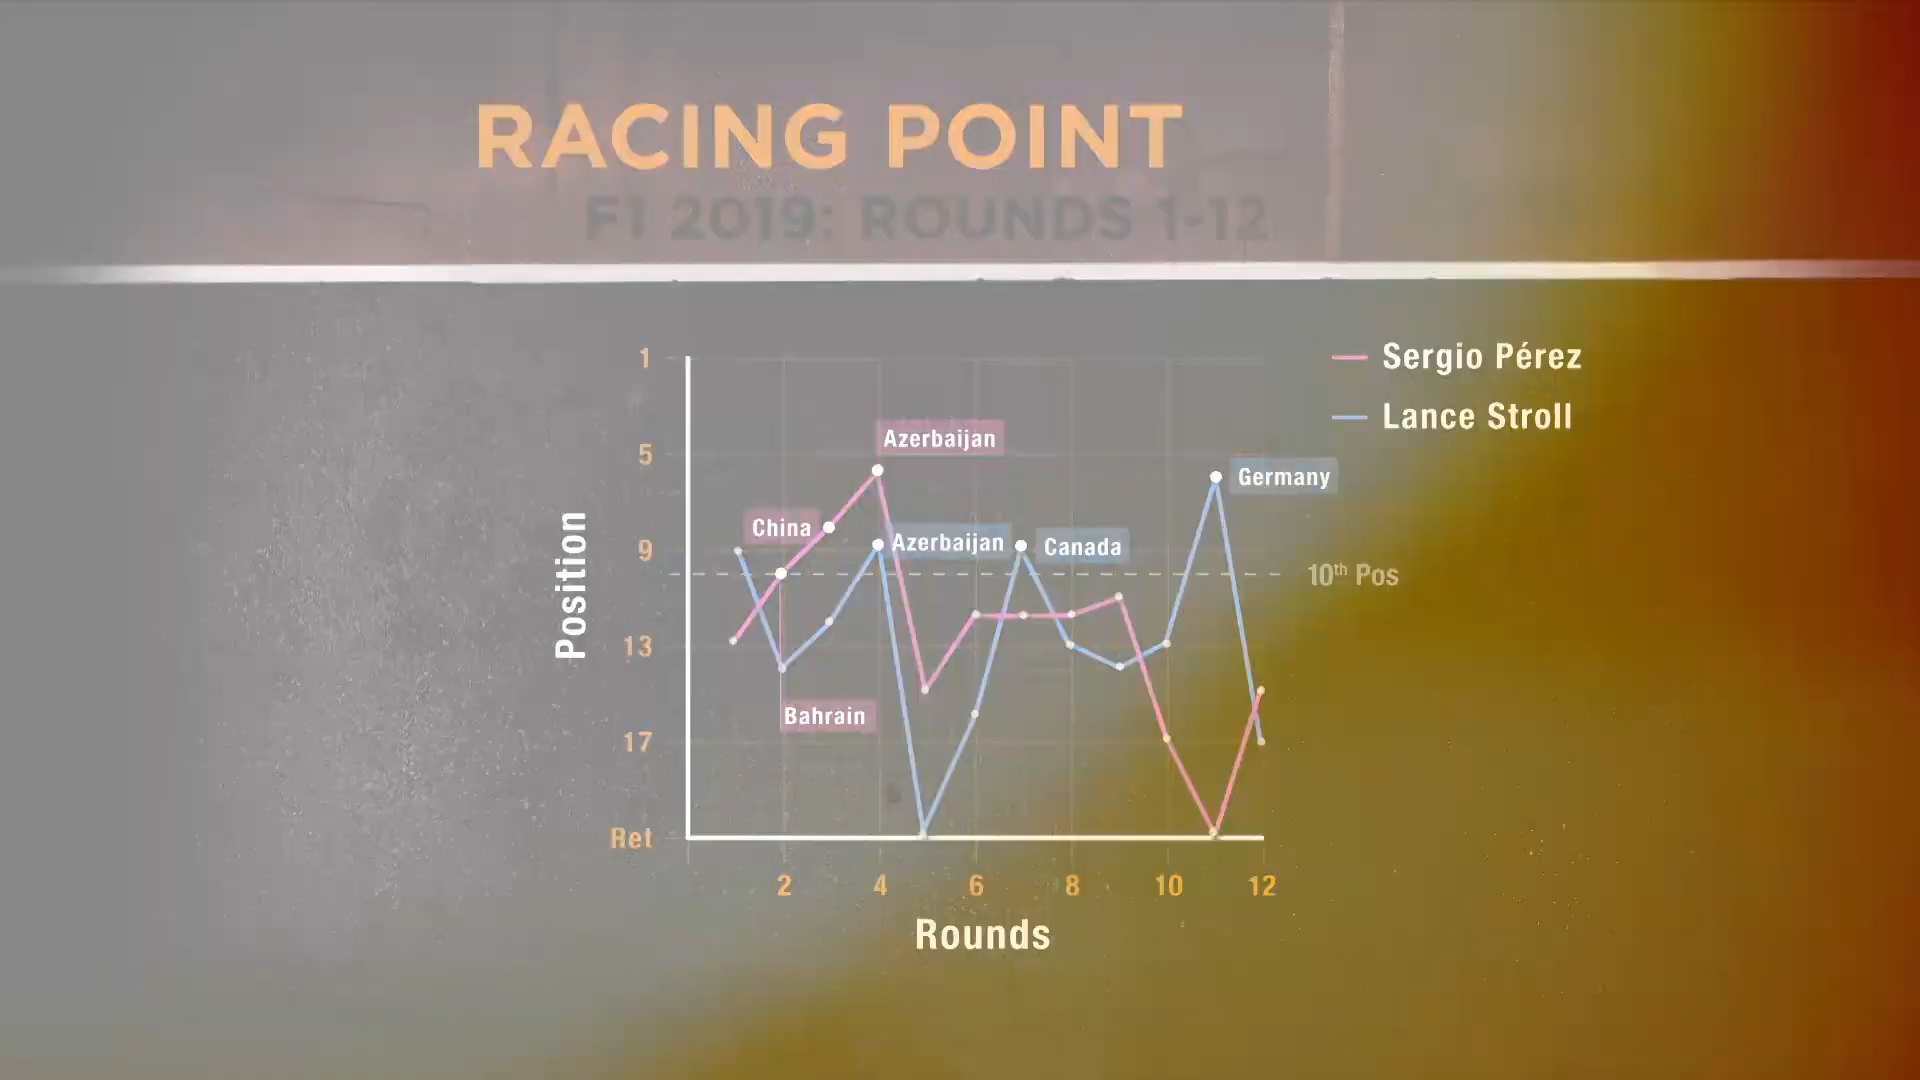 RACING POINT
F1 2019: ROUNDS 1-12
Sergio Pérez
Lance Stroll
1
5
9
13
17
Ret
Position
Azerbaijan
Germany
China
Azerbaijan
Canada
10th Pos
Bahrain
2 4 6 8 10 12
Rounds